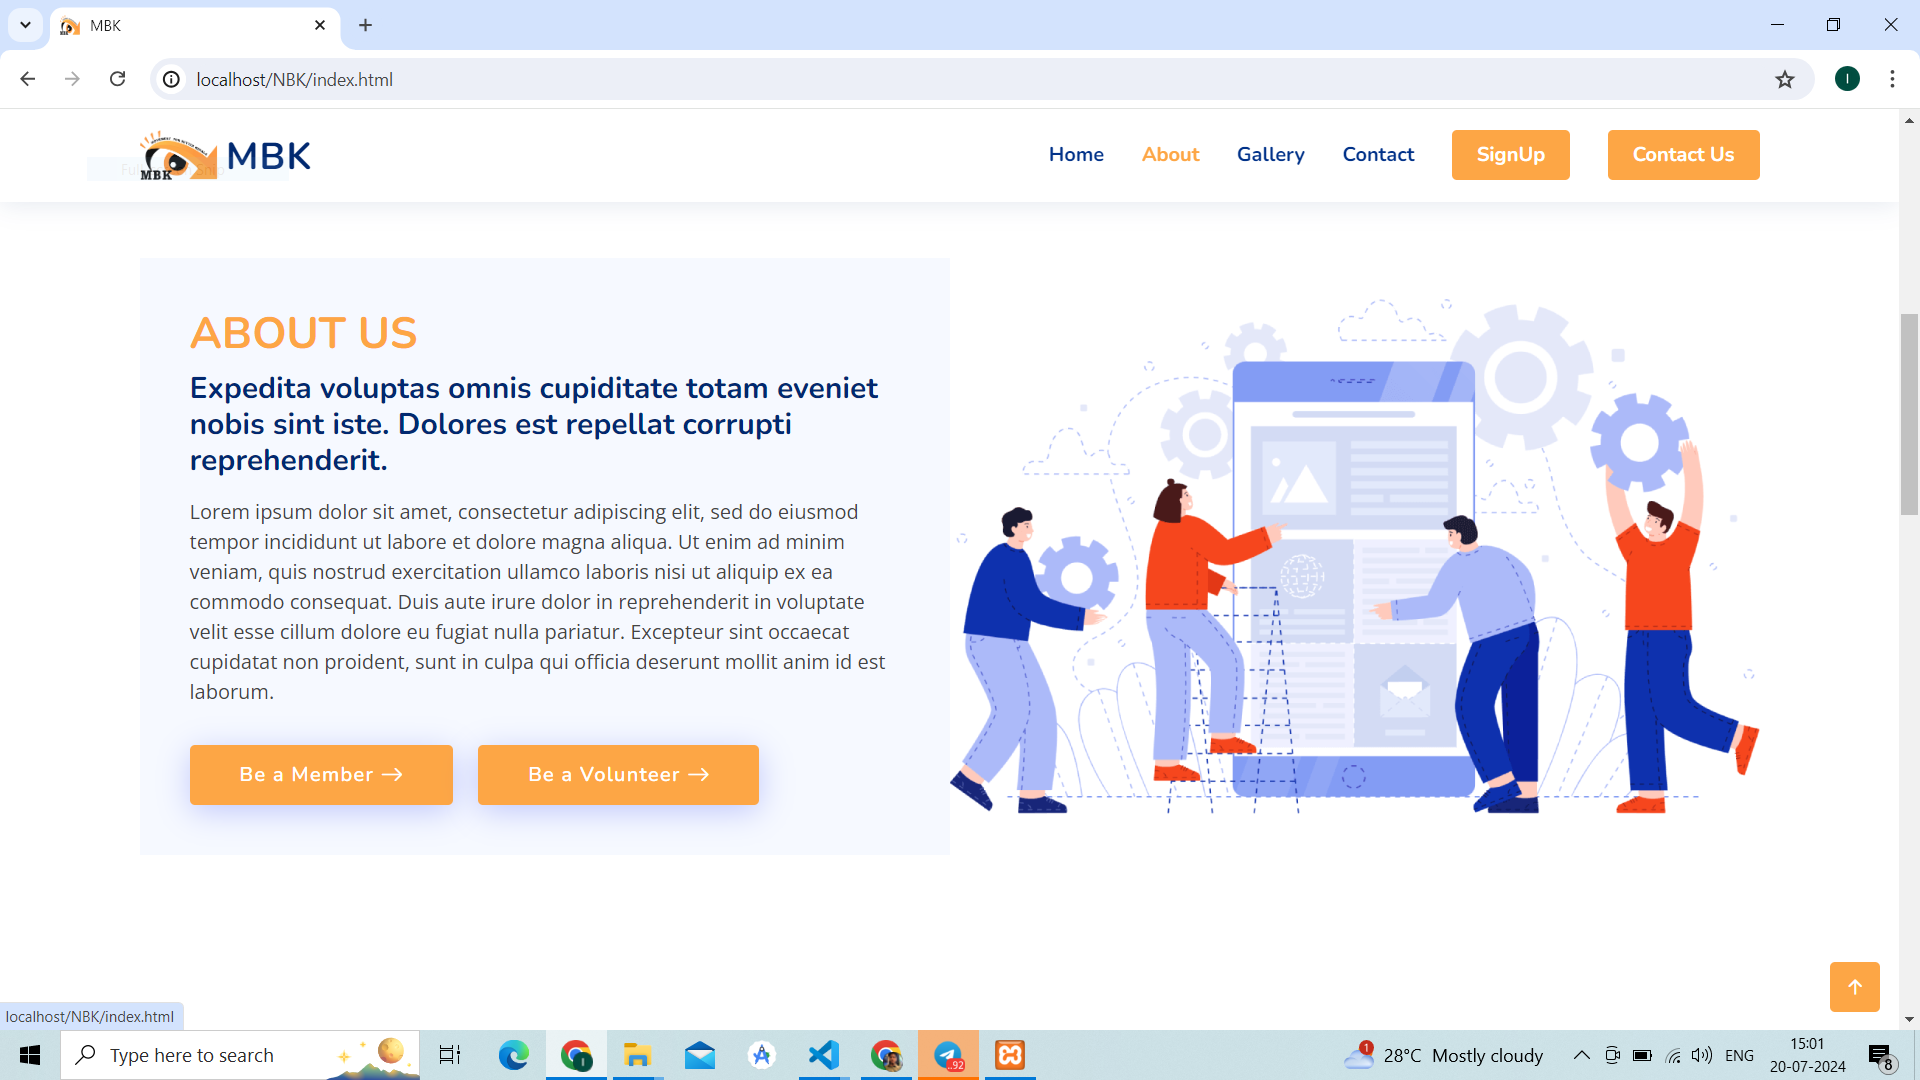 MBK
localhost/NBK/index.html
MBK
MBK
Home
About
Gallery
Contact
SignUp
Contact Us
ABOUT US
Expedita voluptas omnis cupiditate totam eveniet
nobis sint iste. Dolores est repellat corrupti
reprehenderit.
Lorem ipsum dolor sit amet, consectetur adipiscing elit, sed do eiusmod
tempor incididunt ut labore et dolore magna aliqua. Ut enim ad minim
veniam, quis nostrud exercitation ullamco laboris nisi ut aliquip ex ea
commodo consequat. Duis aute irure dolor in reprehenderit in voluptate
velit esse cillum dolore eu fugiat nulla pariatur. Excepteur sint occaecat
cupidatat non proident, sunt in culpa qui officia deserunt mollit anim id est
laborum.
Be a Member →
Be a Volunteer →
localhost/NBK/index.html
Type here to search
..92
1
28°C Mostly cloudy
ENG
15:01
20-07-2024
8